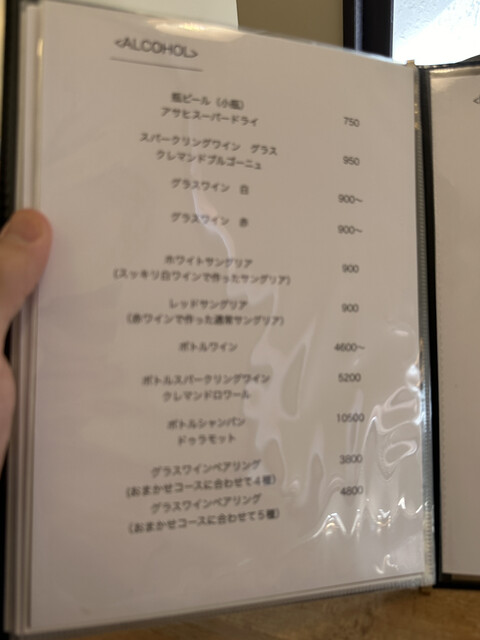 <ALCOHOL>
瓶ビール（小瓶）
アサヒスーパードライ 750
スパークリングワイン グラス
クレマンドブルゴーニュ 950
グラスワイン 白 900～
グラスワイン 赤 900～
ホワイトサングリア 900
(スッキリ白ワインで作ったサングリア)
レッドサングリア 900
(赤ワインで作った通常サングリア)
ボトルワイン 4600～
ボトルスパークリングワイン 5200
クレマンドロワール
ボトルシャンパン 10500
ドゥラモット
グラスワインペアリング 3800
(おまかせコースに合わせて４種)
グラスワインペアリング 4800
(おまかせコースに合わせて５種)